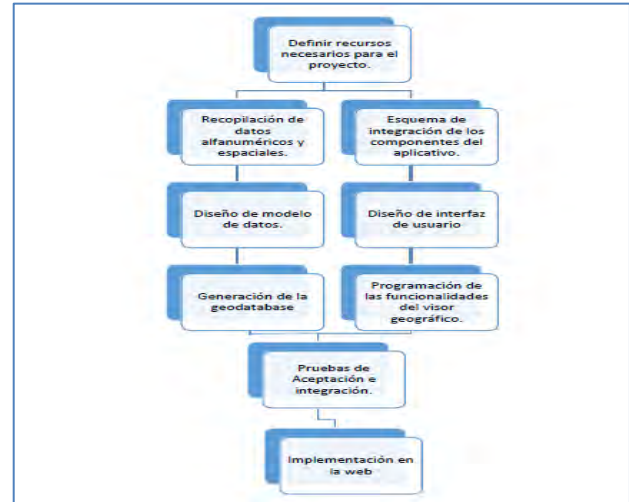 Definir recursos
necesarios para el
proyecto.
Recopilación de
datos
alfanuméricos y
espaciales.
Esquema de
integración de los
componentes del
aplicativo.
Diseño de modelo
de datos.
Diseño de interfaz
de usuario
Generación de la
geodatabase
Programación de
las funcionalidades
del visor
geográfico.
Pruebas de
Aceptación e
integración.
Implementación en
la web